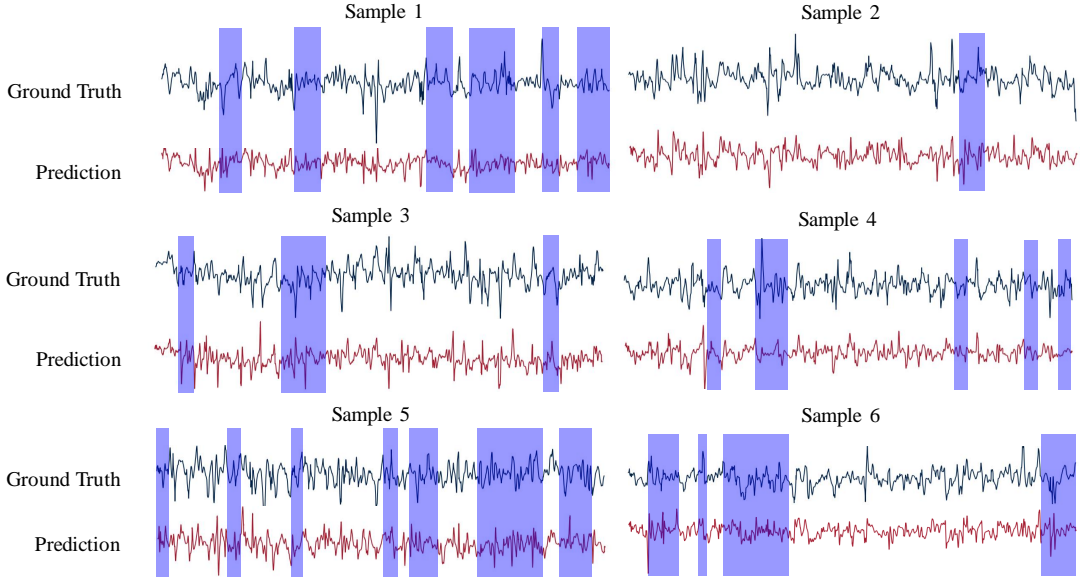 Sample 1
Sample 2
Ground Truth
Prediction
Sample 3
Sample 4
Ground Truth
Prediction
Sample 5
Sample 6
Ground Truth
Prediction